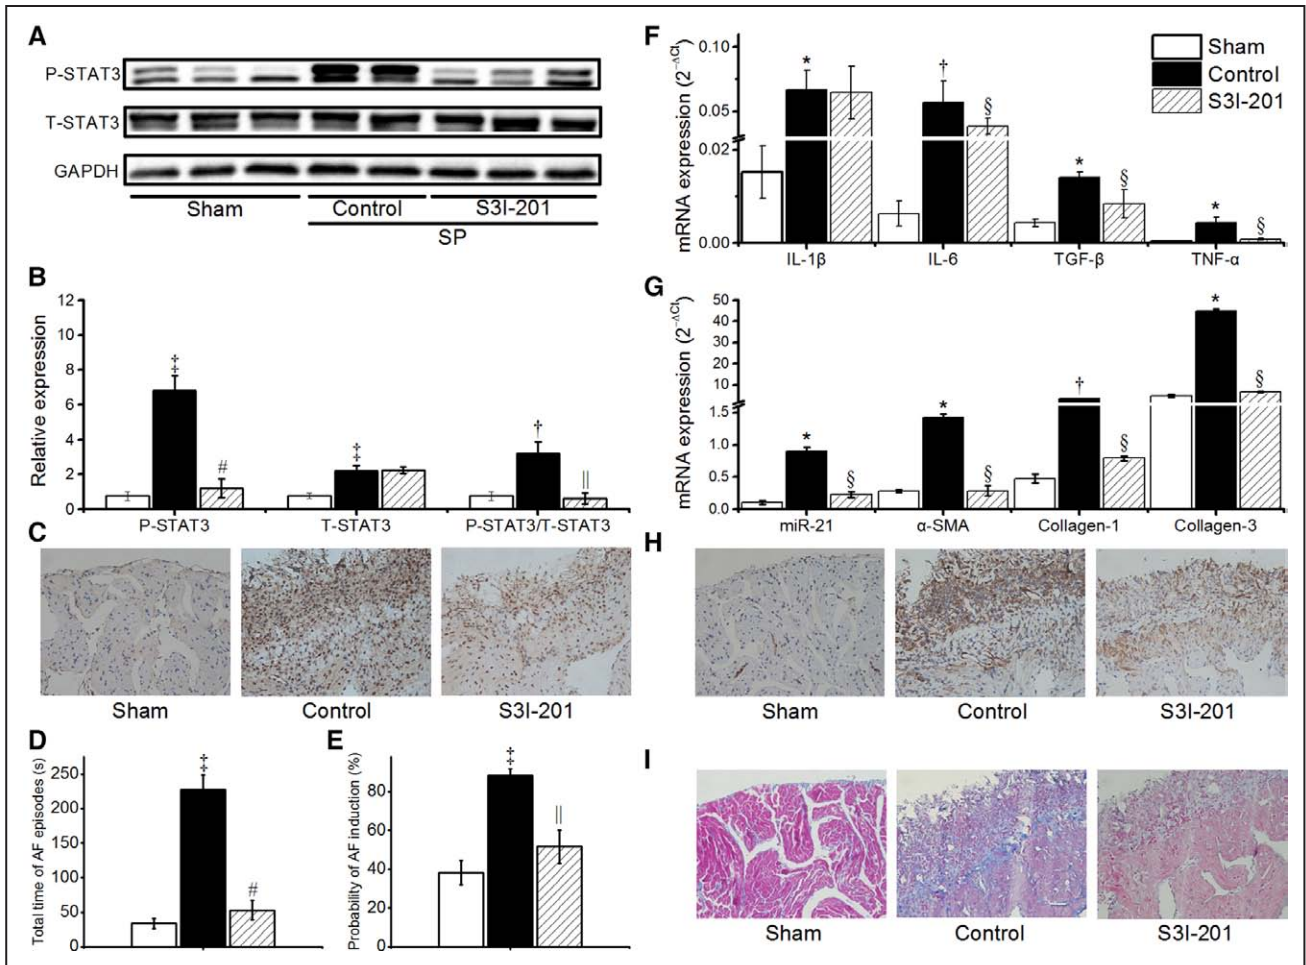 A
P-STAT3
T-STAT3
GAPDH
Sham
Control
S3I-201
SP
B
Relative expression
12
10
8
6
4
2
0
‡
#
‡
†
||
P-STAT3
T-STAT3
P-STAT3/T-STAT3
C
Sham
Control
S3I-201
D
Total time of AF episodes (s)
250
200
150
100
50
0
‡
#
E
Probability of AF induction (%)
80
60
40
20
0
‡
||
F
mRNA expression (2^-ΔCt)
0.10
0.05
0.02
0.00
*
†
§
*
§
*
§
Sham
Control
S3I-201
IL-1β
IL-6
TGF-β
TNF-α
G
mRNA expression (2^-ΔCt)
50
40
30
20
10
1.5
1.0
0.5
0.0
*
§
*
§
†
§
*
§
miR-21
α-SMA
Collagen-1
Collagen-3
H
Sham
Control
S3I-201
I
Sham
Control
S3I-201